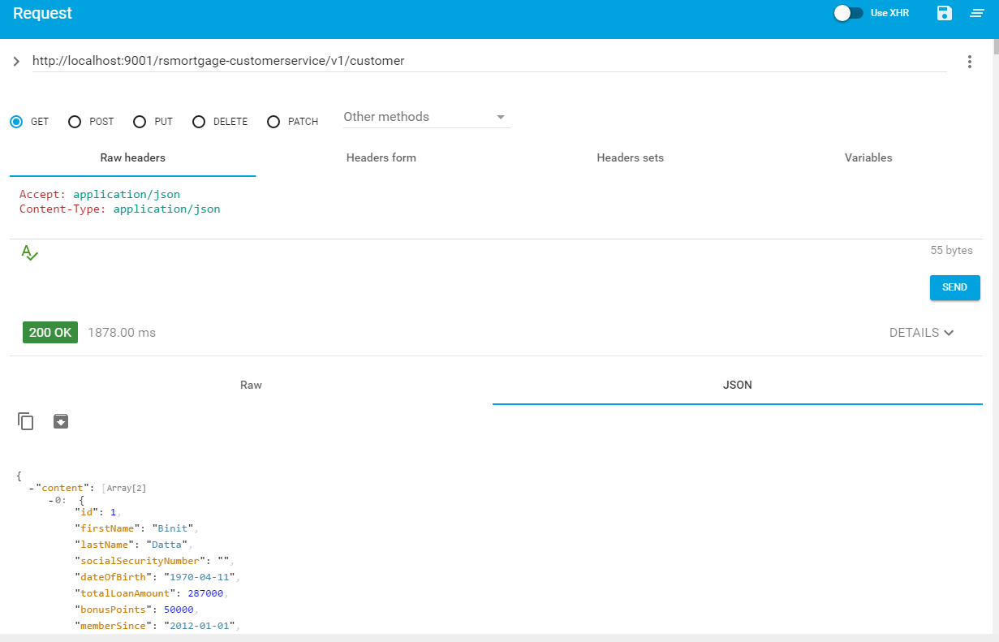 Request
Use XHR
http://localhost:9001/rsmortgage-customerservice/v1/customer
GET POST PUT DELETE PATCH Other methods
Raw headers Headers form Headers sets Variables
Accept: application/json
Content-Type: application/json
55 bytes
SEND
200 OK 1878.00 ms DETAILS
Raw JSON
{
-"content": [Array[2]
-0: {
"id": 1,
"firstName": "Binit",
"lastName": "Datta",
"socialSecurityNumber": "",
"dateOfBirth": "1970-04-11",
"totalLoanAmount": 287000,
"bonusPoints": 50000,
"memberSince": "2012-01-01",